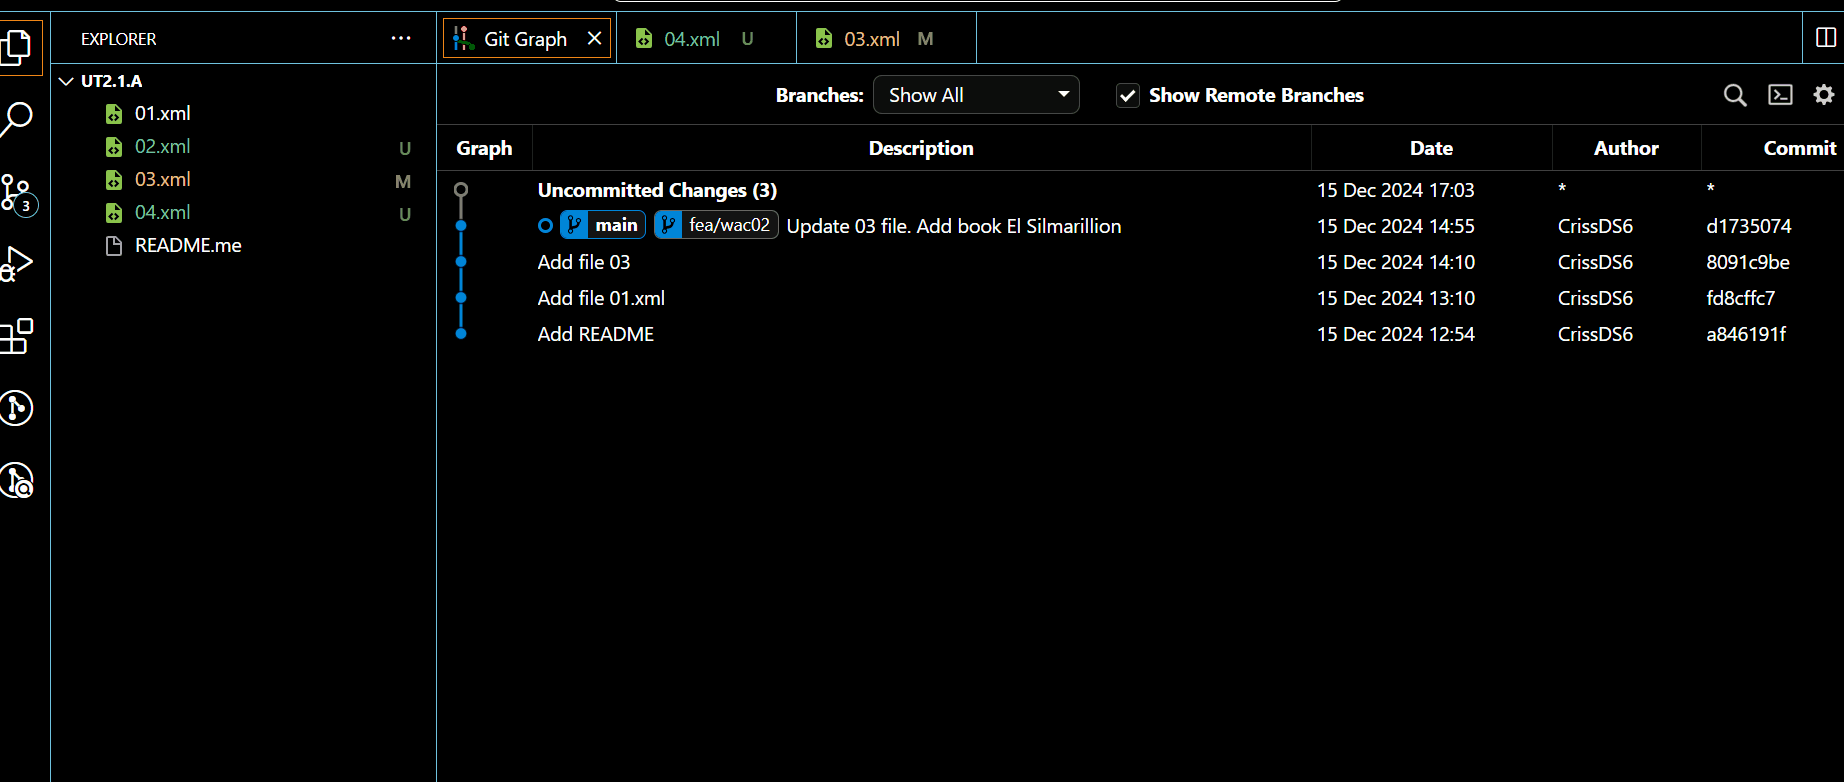 EXPLORER ...
UT2.1.A
01.xml
02.xml U
03.xml M
04.xml U
README.me
3
Git Graph
04.xml U
03.xml M
Branches: Show All Show Remote Branches
Graph Description Date Author Commit
Uncommitted Changes (3) 15 Dec 2024 17:03 * *
main fea/wac02 Update 03 file. Add book El Silmarillion 15 Dec 2024 14:55 CrissDS6 d1735074
Add file 03 15 Dec 2024 14:10 CrissDS6 8091c9be
Add file 01.xml 15 Dec 2024 13:10 CrissDS6 fd8cffc7
Add README 15 Dec 2024 12:54 CrissDS6 a846191f